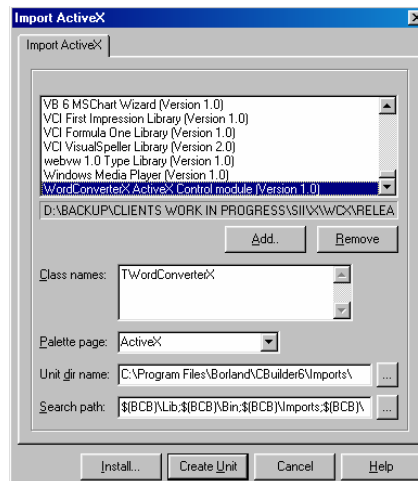 Import ActiveX
Import ActiveX
VB 6 MSChart Wizard (Version 1.0)
VCI First Impression Library (Version 1.0)
VCI Formula One Library (Version 1.0)
VCI VisualSpeller Library (Version 2.0)
webvw 1.0 Type Library (Version 1.0)
Windows Media Player (Version 1.0)
WordConverterX ActiveX Control module (Version 1.0)
D:\BACKUP\CLIENTS WORK IN PROGRESS\SII\X\WCX\RELEA
Add.. Remove
Class names: TWordConverterX
Palette page: ActiveX
Unit dir name: C:\Program Files\Borland\CBuilder6\Imports\ ...
Search path: $(BCB)\Lib;$(BCB)\Bin;$(BCB)\Imports;$(BCB)\ ...
Install... Create Unit Cancel Help